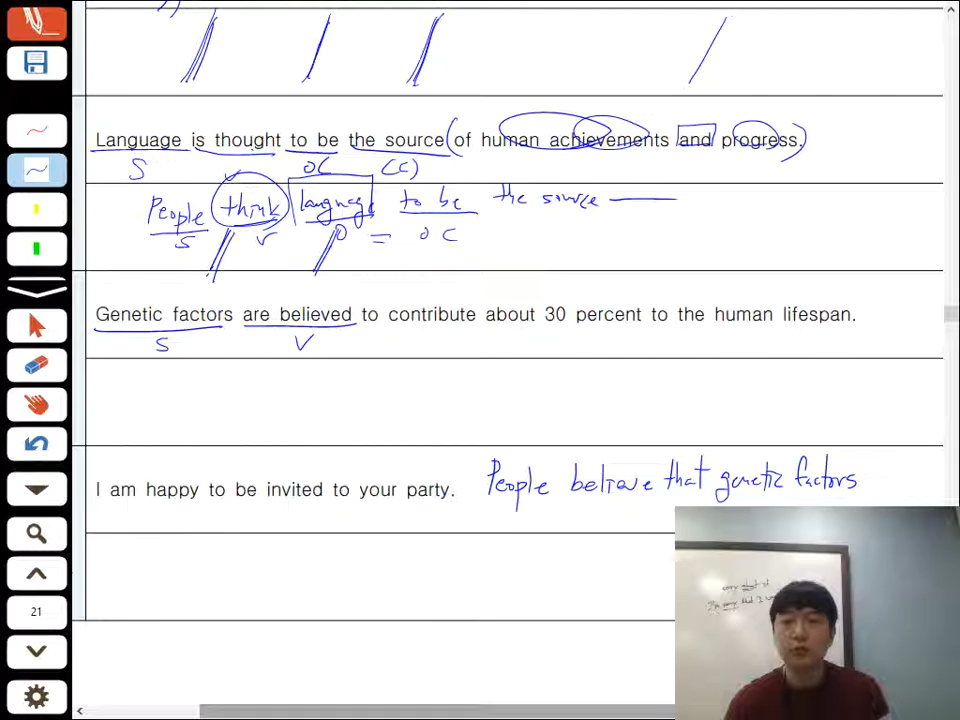 Language is thought to be the source (of human achievements and progress.)
S V OC (C)
People think language to be the source
S V O = O C
Genetic factors are believed to contribute about 30 percent to the human lifespan.
S V
I am happy to be invited to your party. People believe that genetic factors
21